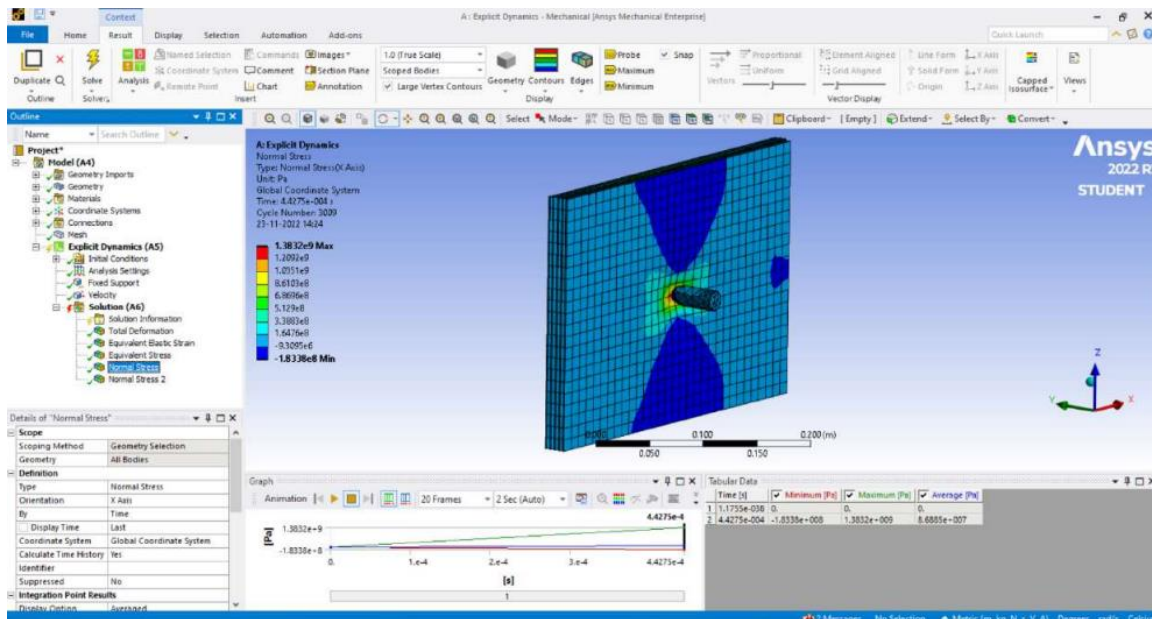 Context
A : Explicit Dynamics - Mechanical [Ansys Mechanical Enterprise]
File Home Result Display Selection Automation Add-ons
Quick Launch
Named Selection Commands Images* 1.0 (True Scale) Probe Snap Proportional Element Aligned Line Form X Axis
Coordinate System Comment Section Plane Scoped Bodies Maximum Uniform Grid Aligned Solid Form Y Axis
Duplicate Solve Analysis Remote Point Chart Annotation Large Vertex Contours Geometry Contours Edges Minimum Vectors Origin Z Axis Capped Isosurface Views
Outline Solver Insert Display Vector Display
Outline
Select Mode Clipboard [Empty] Extend Select By Convert
Name Search Outline
Project*
Model (A4)
Geometry Imports
Geometry
Materials
Coordinate Systems
Connections
Mesh
Explicit Dynamics (A5)
Initial Conditions
Analysis Settings
Fixed Support
Velocity
Solution (A6)
Solution Information
Total Deformation
Equivalent Elastic Strain
Equivalent Stress
Normal Stress
Normal Stress 2
A: Explicit Dynamics
Normal Stress
Type: Normal Stress(X Axis)
Unit: Pa
Global Coordinate System
Time: 4.4275e-004 s
Cycle Number: 3009
23-11-2022 14:24
1.3832e9 Max
1.2092e9
1.0351e9
8.6103e8
6.8696e8
5.129e8
3.3883e8
1.6476e8
-9.3095e6
-1.8338e8 Min
Ansys
2022 R
STUDENT
Z
Y
X
0.000 0.100 0.200 (m)
0.050 0.150
Details of "Normal Stress"
Scope
Scoping Method Geometry Selection
Geometry All Bodies
Definition
Type Normal Stress
Orientation X Axis
By Time
Display Time Last
Coordinate System Global Coordinate System
Calculate Time History Yes
Identifier
Suppressed No
Integration Point Results
Display Option Averaged
Graph
Animation 20 Frames 2 Sec (Auto)
4.4275e-4
1.3832e+9
-1.8338e+8
[Pa]
0. 1.e-4 2.e-4 3.e-4 4.4275e-4
[s]
1
Tabular Data
Time [s] Minimum [Pa] Maximum [Pa] Average [Pa]
1 1.1755e-038 0. 0. 0.
2 4.4275e-004 -1.8338e+008 1.3832e+009 8.6885e+007
2 Messages No Selection